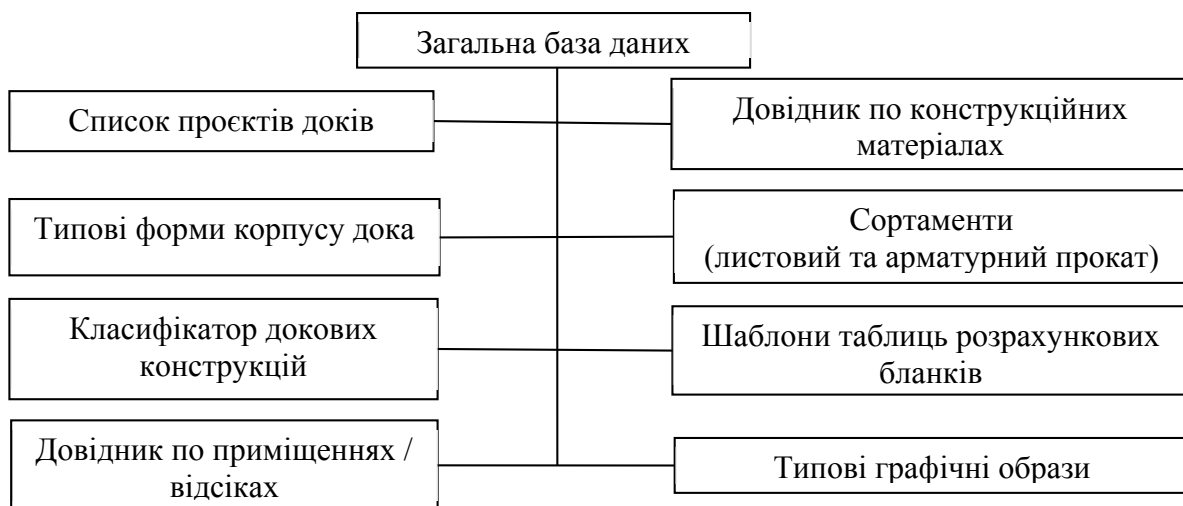 Загальна база даних
Список проєктів доків
Довідник по конструкційних
матеріалах
Типові форми корпусу дока
Сортаменти
(листовий та арматурний прокат)
Класифікатор докових
конструкцій
Шаблони таблиць розрахункових
бланків
Довідник по приміщеннях /
відсіках
Типові графічні образи